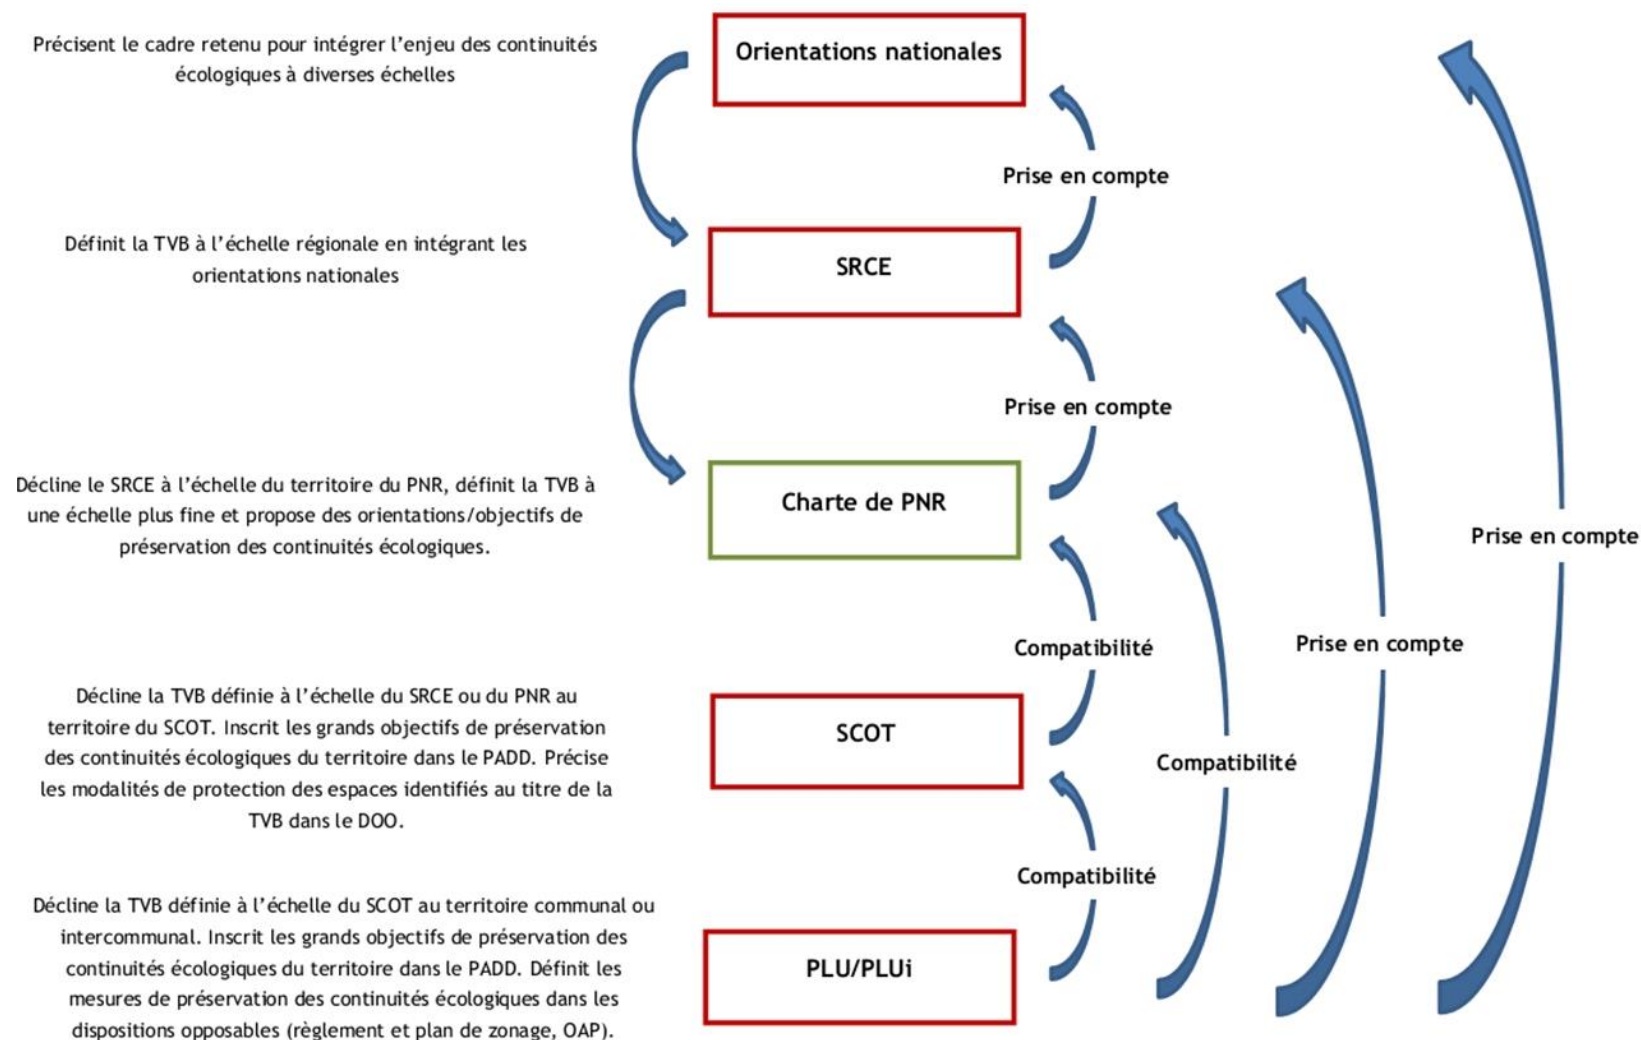 Précisent le cadre retenu pour intégrer l'enjeu des continuités
écologiques à diverses échelles
Orientations nationales
Prise en compte
Définit la TVB à l'échelle régionale en intégrant les
orientations nationales
SRCE
Prise en compte
Décline le SRCE à l'échelle du territoire du PNR, définit la TVB à
une échelle plus fine et propose des orientations/objectifs de
préservation des continuités écologiques.
Charte de PNR
Prise en compte
Compatibilité
Prise en compte
Décline la TVB définie à l'échelle du SRCE ou du PNR au
territoire du SCOT. Inscrit les grands objectifs de préservation
des continuités écologiques du territoire dans le PADD. Précise
les modalités de protection des espaces identifiés au titre de la
TVB dans le DOO.
SCOT
Compatibilité
Compatibilité
Décline la TVB définie à l'échelle du SCOT au territoire communal ou
intercommunal. Inscrit les grands objectifs de préservation des
continuités écologiques du territoire dans le PADD. Définit les
mesures de préservation des continuités écologiques dans les
dispositions opposables (règlement et plan de zonage, OAP).
PLU/PLUi